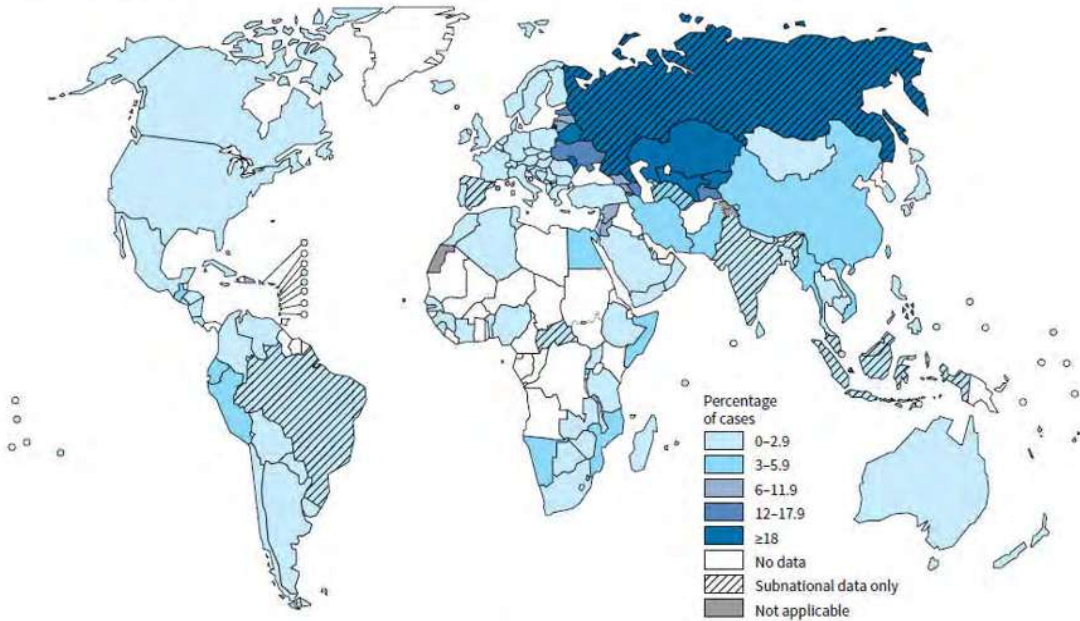 Percentage
of cases
0–2.9
3–5.9
6–11.9
12–17.9
≥18
No data
Subnational data only
Not applicable